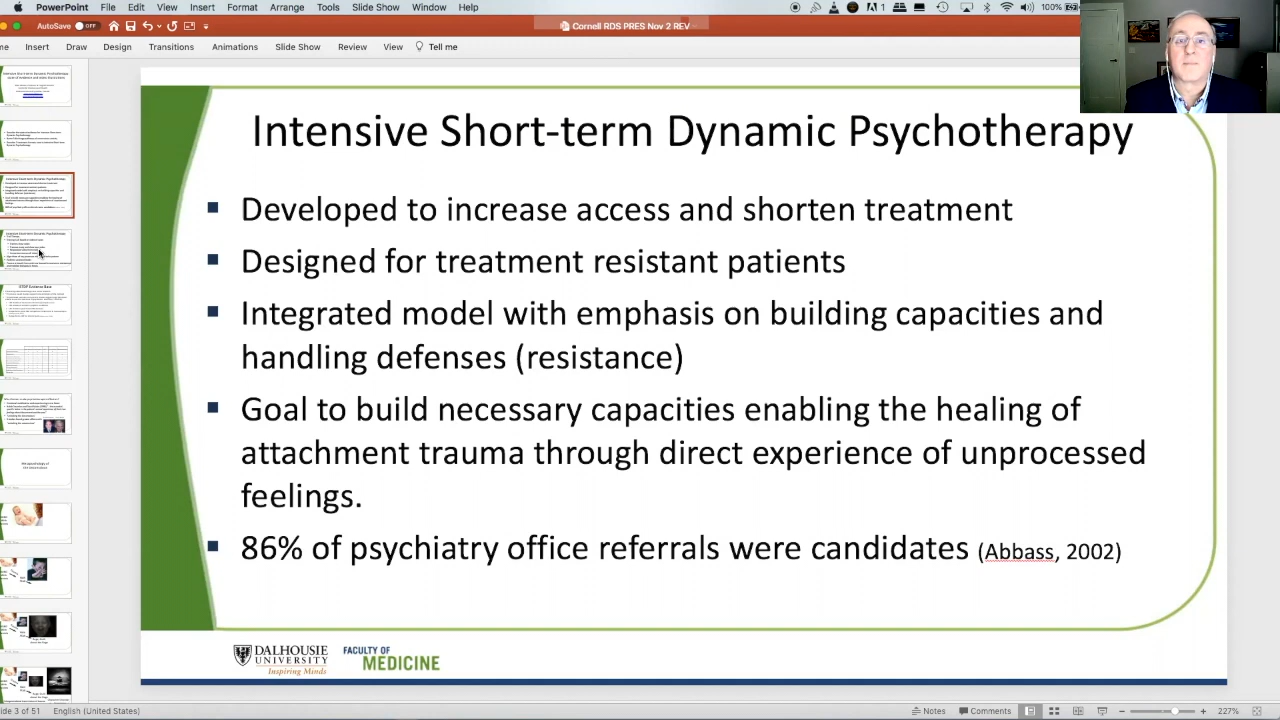 PowerPoint File Edit View Insert Format Arrange Tools Slide Show Window Help 100%
AutoSave OFF Cornell RDS PRES Nov 2 REV
Insert Draw Design Transitions Animations Slide Show Review View Tell me
Intensive Short-term Dynamic Psychotherapy
▪ Developed to increase access and shorten treatment
▪ Designed for treatment resistant patients
▪ Integrated model with emphasis on building capacities and
handling defenses (resistance)
▪ Goal to build necessary capacities enabling the healing of
attachment trauma through direct experience of unprocessed
feelings.
▪ 86% of psychiatry office referrals were candidates (Abbass, 2002)
DALHOUSIE
UNIVERSITY
Inspiring Minds
FACULTY OF
MEDICINE
lide 3 of 51 English (United States) Notes Comments 227%